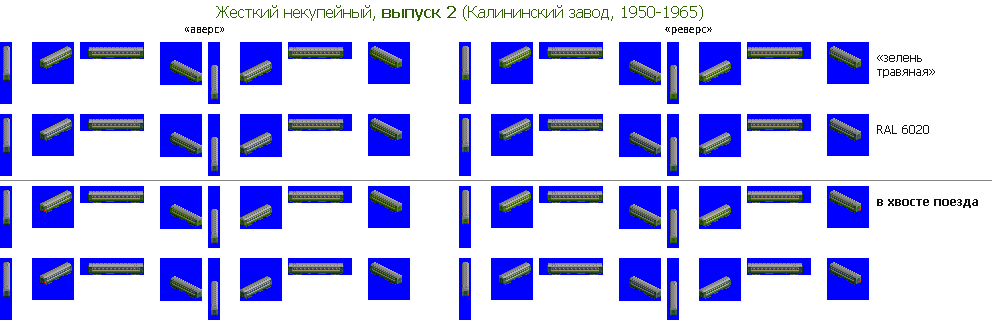 Жесткий некупейный, выпуск 2 (Калининский завод, 1950-1965)
«аверс» «реверс»
«зелень
травяная»
RAL 6020
в хвосте поезда